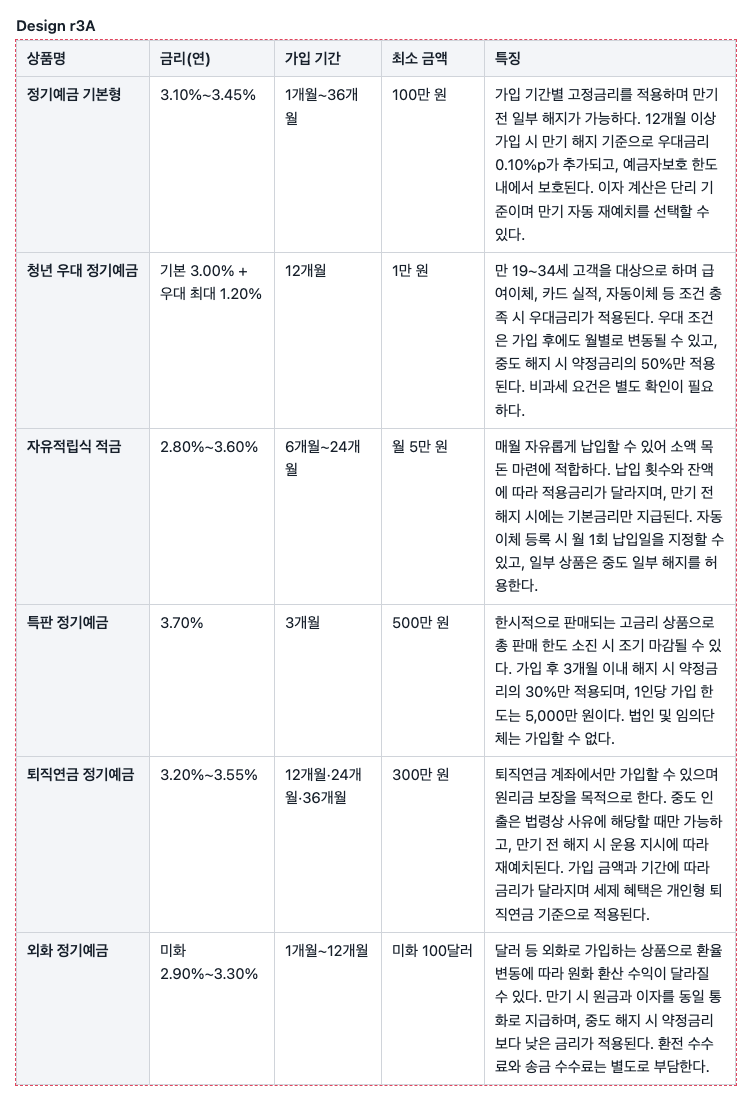 Design r3A
상품명 금리(연) 가입 기간 최소 금액 특징
정기예금 기본형 3.10%~3.45% 1개월~36개 100만 원 가입 기간별 고정금리를 적용하며 만기
월 전 일부 해지가 가능하다. 12개월 이상
가입 시 만기 해지 기준으로 우대금리
0.10%p가 추가되고, 예금자보호 한도
내에서 보호된다. 이자 계산은 단리 기
준이며 만기 자동 재예치를 선택할 수
있다.
청년 우대 정기예금 기본 3.00% + 12개월 1만 원 만 19~34세 고객을 대상으로 하며 급
우대 최대 1.20% 여이체, 카드 실적, 자동이체 등 조건 충
족 시 우대금리가 적용된다. 우대 조건
은 가입 후에도 월별로 변동될 수 있고,
중도 해지 시 약정금리의 50%만 적용
된다. 비과세 요건은 별도 확인이 필요
하다.
자유적립식 적금 2.80%~3.60% 6개월~24개 월 5만 원 매월 자유롭게 납입할 수 있어 소액 목
월 돈 마련에 적합하다. 납입 횟수와 잔액
에 따라 적용금리가 달라지며, 만기 전
해지 시에는 기본금리만 지급된다. 자동
이체 등록 시 월 1회 납입일을 지정할 수
있고, 일부 상품은 중도 일부 해지를 허
용한다.
특판 정기예금 3.70% 3개월 500만 원 한시적으로 판매되는 고금리 상품으로
총 판매 한도 소진 시 조기 마감될 수 있
다. 가입 후 3개월 이내 해지 시 약정금
리의 30%만 적용되며, 1인당 가입 한
도는 5,000만 원이다. 법인 및 임의단
체는 가입할 수 없다.
퇴직연금 정기예금 3.20%~3.55% 12개월·24개 300만 원 퇴직연금 계좌에서만 가입할 수 있으며
월·36개월 원리금 보장을 목적으로 한다. 중도 인
출은 법령상 사유에 해당할 때만 가능하
고, 만기 전 해지 시 운용 지시에 따라
재예치된다. 가입 금액과 기간에 따라
금리가 달라지며 세제 혜택은 개인형 퇴
직연금 기준으로 적용된다.
외화 정기예금 미화 1개월~12개월 미화 100달러 달러 등 외화로 가입하는 상품으로 환율
2.90%~3.30% 변동에 따라 원화 환산 수익이 달라질
수 있다. 만기 시 원금과 이자를 동일 통
화로 지급하며, 중도 해지 시 약정금리
보다 낮은 금리가 적용된다. 환전 수수
료와 송금 수수료는 별도로 부담한다.